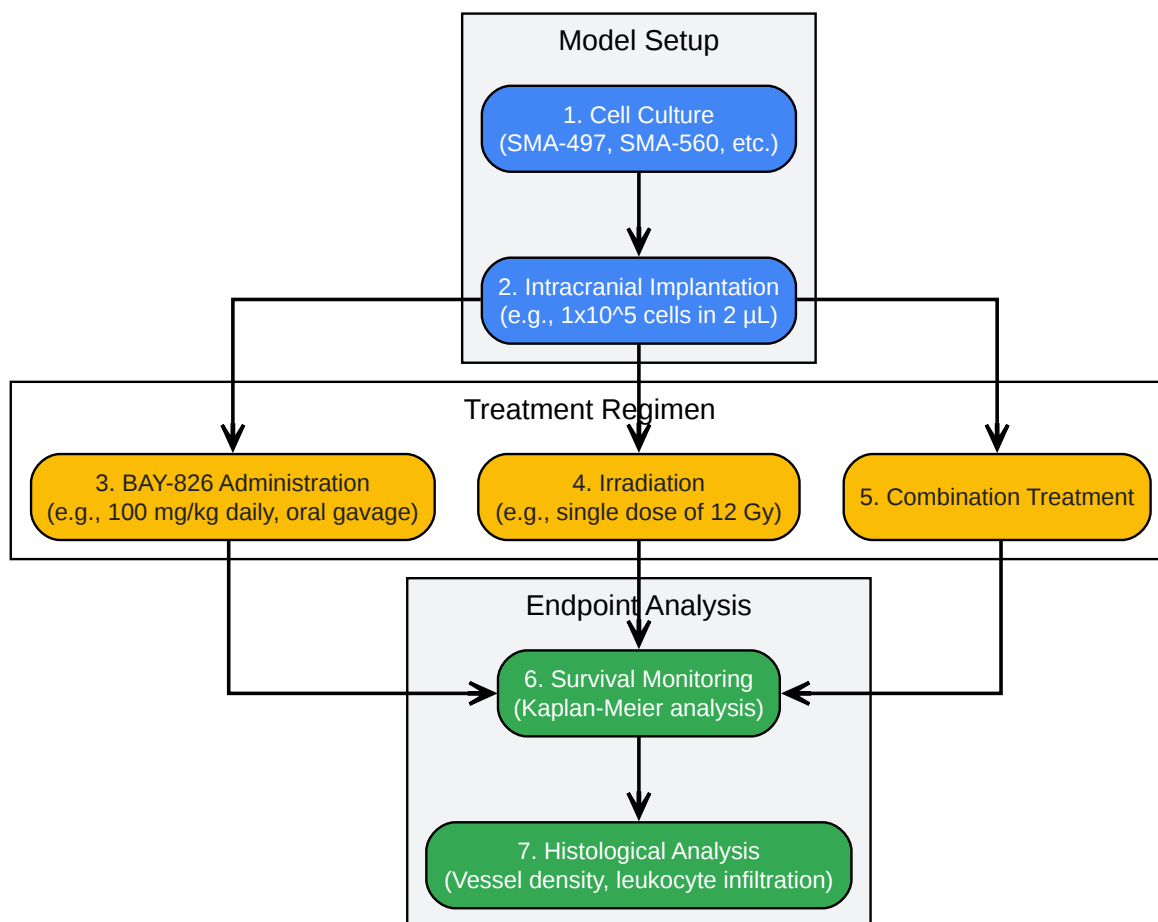 Model Setup
1. Cell Culture
(SMA-497, SMA-560, etc.)
2. Intracranial Implantation
(e.g., 1x10^5 cells in 2 µL)
Treatment Regimen
3. BAY-826 Administration
(e.g., 100 mg/kg daily, oral gavage)
4. Irradiation
(e.g., single dose of 12 Gy)
5. Combination Treatment
Endpoint Analysis
6. Survival Monitoring
(Kaplan-Meier analysis)
7. Histological Analysis
(Vessel density, leukocyte infiltration)